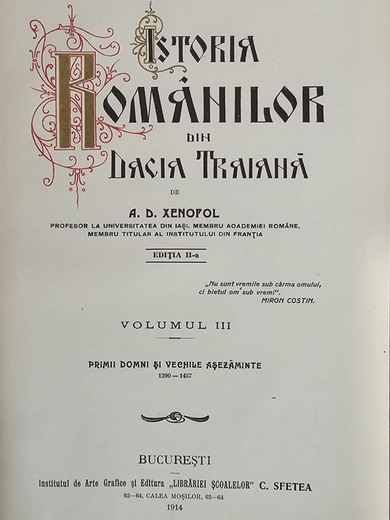 ISTORIA
ROMÂNILOR
DIN
DACIA TRAIANĂ
DE
A. D. XENOPOL
PROFESOR LA UNIVERSITATEA DIN IAȘI, MEMBRU ACADEMIEI ROMÂNE,
MEMBRU TITULAR AL INSTITUTULUI DIN FRANȚIA
EDIȚIA II-a
„Nu sunt vremile sub cârma omului,
ci bietul om sub vremi".
MIRON COSTIN.
VOLUMUL III
PRIMII DOMNI ȘI VECHILE AȘEZĂMINTE
1290—1457
BUCUREȘTI
Institutul de Arte Grafice și Editura „LIBRĂRIEI ȘCOALELOR" C. SFETEA
62—64, CALEA MOȘILOR, 62—64
1914